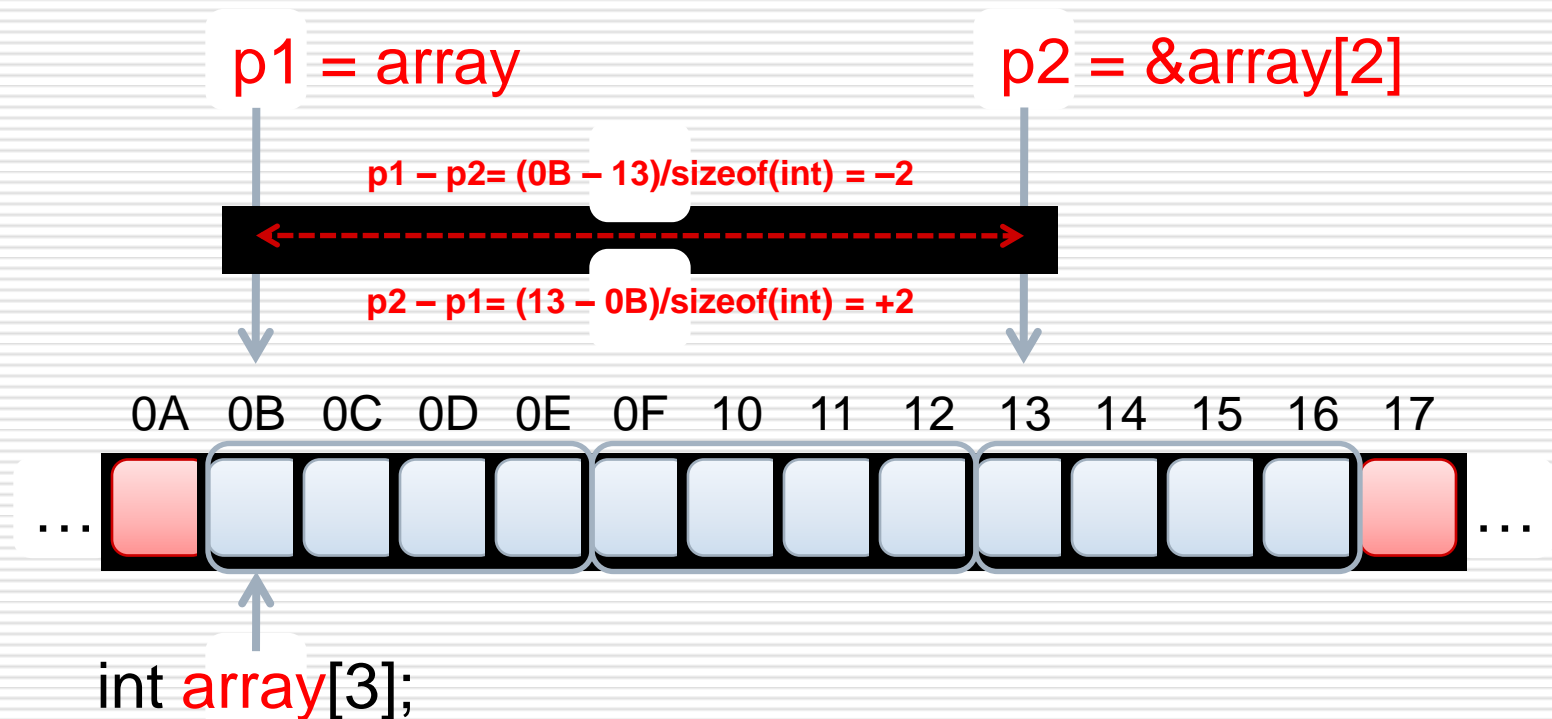 p1 = array p2 = &array[2]
p1 – p2= (0B – 13)/sizeof(int) = –2
p2 – p1= (13 – 0B)/sizeof(int) = +2
0A 0B 0C 0D 0E 0F 10 11 12 13 14 15 16 17
... ...
int array[3];